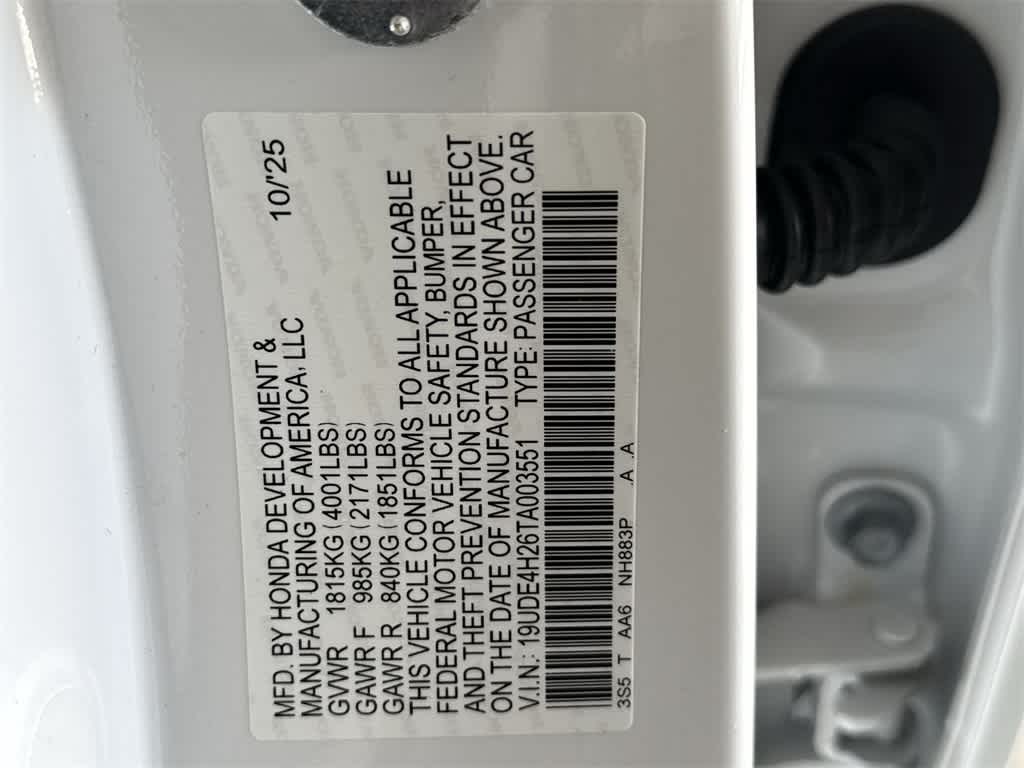 MFD. BY HONDA DEVELOPMENT & 10/'25
MANUFACTURING OF AMERICA, LLC
GVWR 1815KG (4001LBS)
GAWR F 985KG (2171LBS)
GAWR R 840KG (1851LBS)
THIS VEHICLE CONFORMS TO ALL APPLICABLE
FEDERAL MOTOR VEHICLE SAFETY, BUMPER,
AND THEFT PREVENTION STANDARDS IN EFFECT
ON THE DATE OF MANUFACTURE SHOWN ABOVE.
V.I.N.: 19UDE4H26TA003551 TYPE: PASSENGER CAR
3S5 T AA6 NH883P .A .A